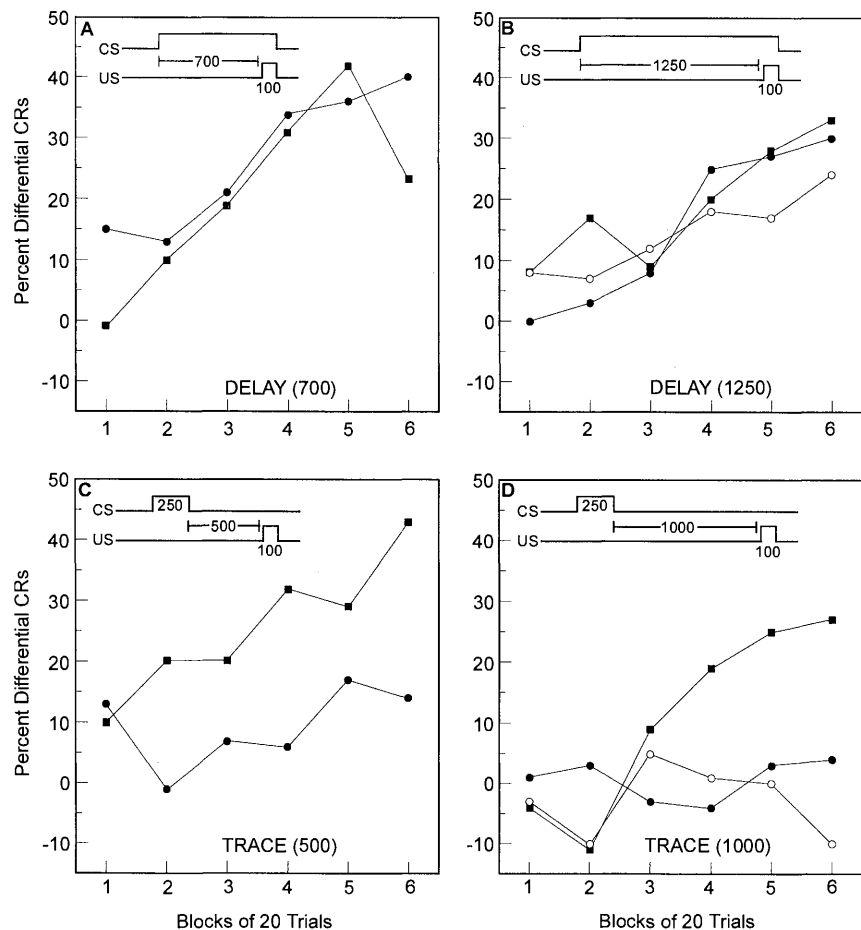 A
CS
700
US
100
50
40
30
20
10
0
-10
Percent Differential CRs
DELAY (700)
1 2 3 4 5 6
B
CS
1250
US
100
50
40
30
20
10
0
-10
DELAY (1250)
1 2 3 4 5 6
C
CS 250
500
US
100
50
40
30
20
10
0
-10
Percent Differential CRs
TRACE (500)
1 2 3 4 5 6
Blocks of 20 Trials
D
CS 250
1000
US
100
50
40
30
20
10
0
-10
TRACE (1000)
1 2 3 4 5 6
Blocks of 20 Trials